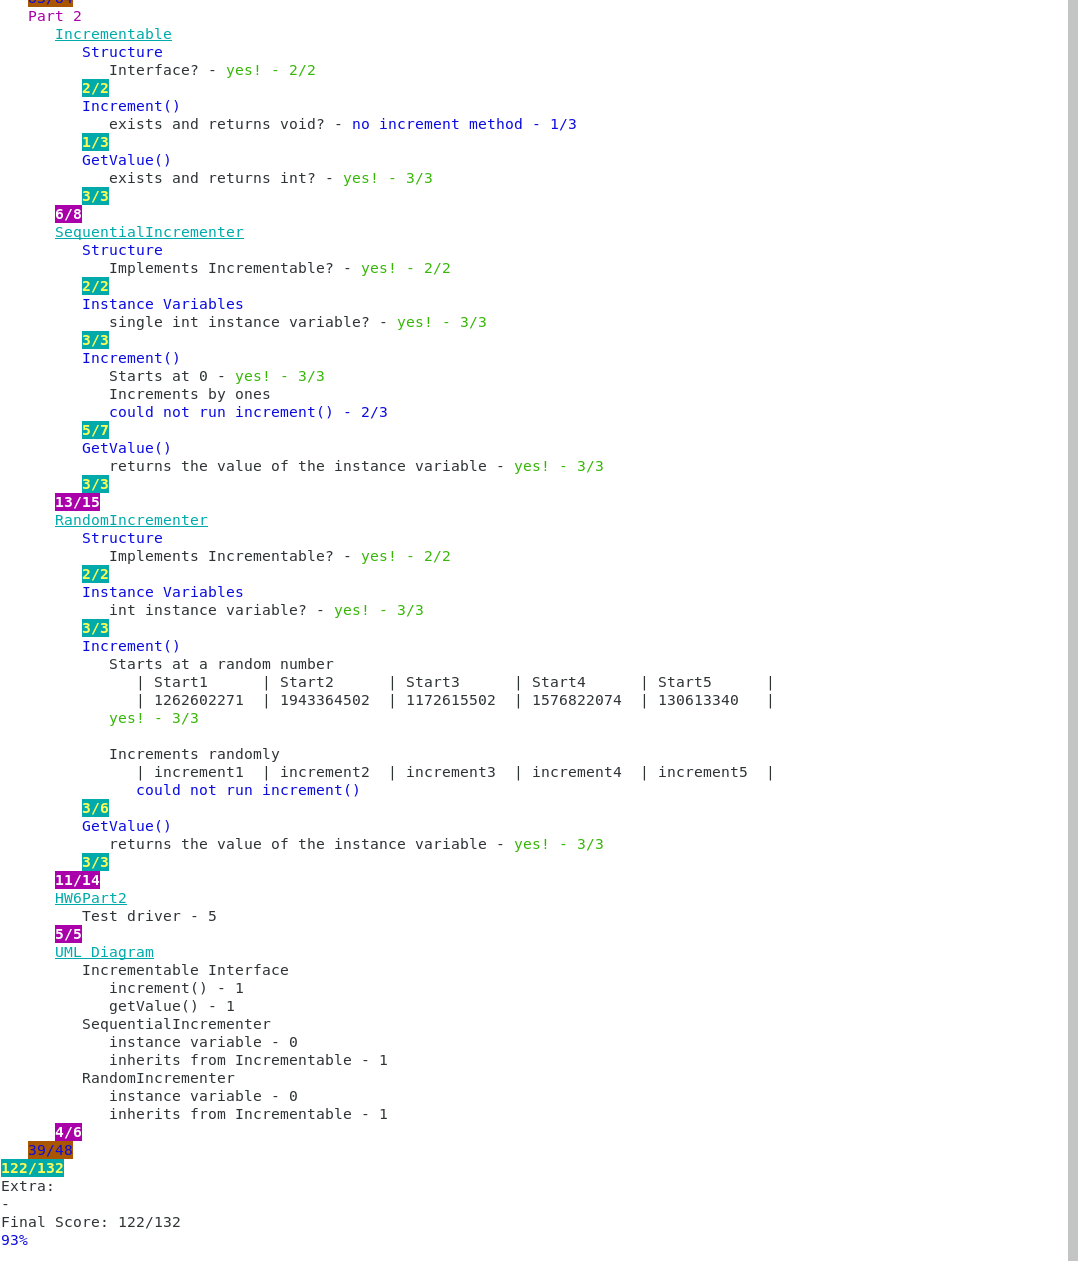 Part 2
Incrementable
Structure
Interface? - yes! - 2/2
2/2
Increment()
exists and returns void? - no increment method - 1/3
1/3
GetValue()
exists and returns int? - yes! - 3/3
3/3
6/8
SequentialIncrementer
Structure
Implements Incrementable? - yes! - 2/2
2/2
Instance Variables
single int instance variable? - yes! - 3/3
3/3
Increment()
Starts at 0 - yes! - 3/3
Increments by ones
could not run increment() - 2/3
5/7
GetValue()
returns the value of the instance variable - yes! - 3/3
3/3
13/15
RandomIncrementer
Structure
Implements Incrementable? - yes! - 2/2
2/2
Instance Variables
int instance variable? - yes! - 3/3
3/3
Increment()
Starts at a random number
| Start1 | Start2 | Start3 | Start4 | Start5 |
| 1262602271 | 1943364502 | 1172615502 | 1576822074 | 130613340 |
yes! - 3/3
Increments randomly
| increment1 | increment2 | increment3 | increment4 | increment5 |
could not run increment()
3/6
GetValue()
returns the value of the instance variable - yes! - 3/3
3/3
11/14
HW6Part2
Test driver - 5
5/5
UML Diagram
Incrementable Interface
increment() - 1
getValue() - 1
SequentialIncrementer
instance variable - 0
inherits from Incrementable - 1
RandomIncrementer
instance variable - 0
inherits from Incrementable - 1
4/6
39/48
122/132
Extra:
-
Final Score: 122/132
93%